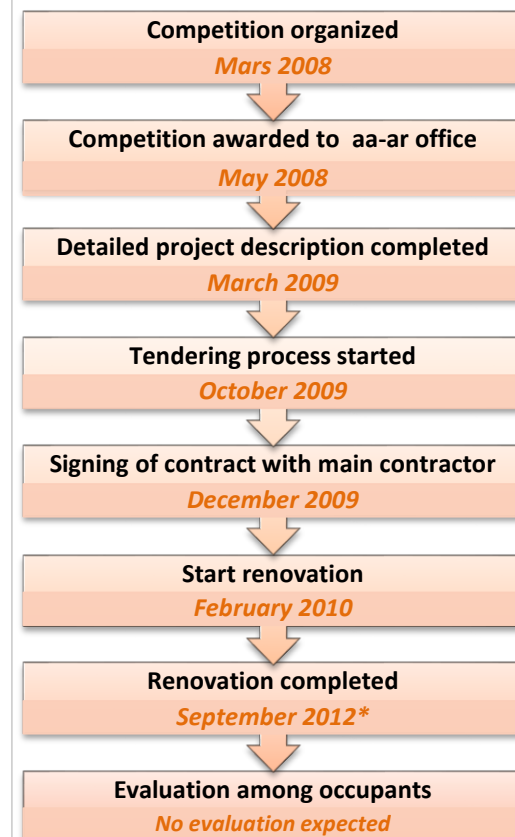 Competition organized
Mars 2008
Competition awarded to aa-ar office
May 2008
Detailed project description completed
March 2009
Tendering process started
October 2009
Signing of contract with main contractor
December 2009
Start renovation
February 2010
Renovation completed
September 2012*
Evaluation among occupants
No evaluation expected